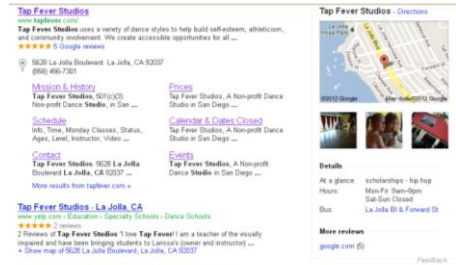 Tap Fever Studios
www.tapfever.com/
Tap Fever Studios uses a variety of dance styles to help build self-esteem, athleticism,
and community involvement. We create accessible opportunities for all ...
5 Google reviews
5628 La Jolla Boulevard La Jolla, CA 92037
(858) 456-7301
Mission & History
Tap Fever Studios, 501(c)(3)
Non-profit Dance Studio, in San ...
Prices
Tap Fever Studios, A Non-profit Dance
Studio in San Diego ...
Schedule
Info, Time, Monday Classes, Status,
Ages, Level, Instructor, Video ...
Calendar & Dates Closed
Tap Fever Studios, A Non-profit Dance
Studio in San Diego ...
Contact
Tap Fever Studios. 5628 La Jolla
Boulevard La Jolla, CA 92037 ...
Events
Tap Fever Studios, A Non-profit
Dance Studio in San Diego ...
More results from tapfever.com »
Tap Fever Studios - La Jolla, CA
www.yelp.com › Education › Specialty Schools › Dance Schools
2 reviews
2 Reviews of Tap Fever Studios "I love Tap Fever! I am a teacher of the visually
impaired and have been bringing students to Larissa's (owner and instructor) ...
+ Show map of La Jolla Boulevard, La Jolla, CA 92037
Tap Fever Studios - Directions
La Jolla Blvd
©2012 Google
Map data ©2012 Google
Details
At a glance: scholarships - hip hop
Hours: Mon-Fri 9am-9pm
Sat-Sun Closed
Bus: La Jolla Bl & Forward St
More reviews
google.com (5)
Feedback